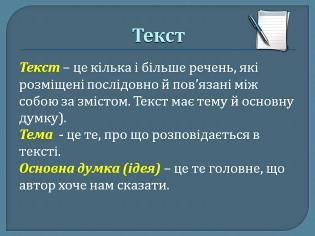 Текст
Текст – це кілька і більше речень, які
розміщені послідовно й пов’язані між
собою за змістом. Текст має тему й основну
думку).
Тема - це те, про що розповідається в
тексті.
Основна думка (ідея) – це те головне, що
автор хоче нам сказати.